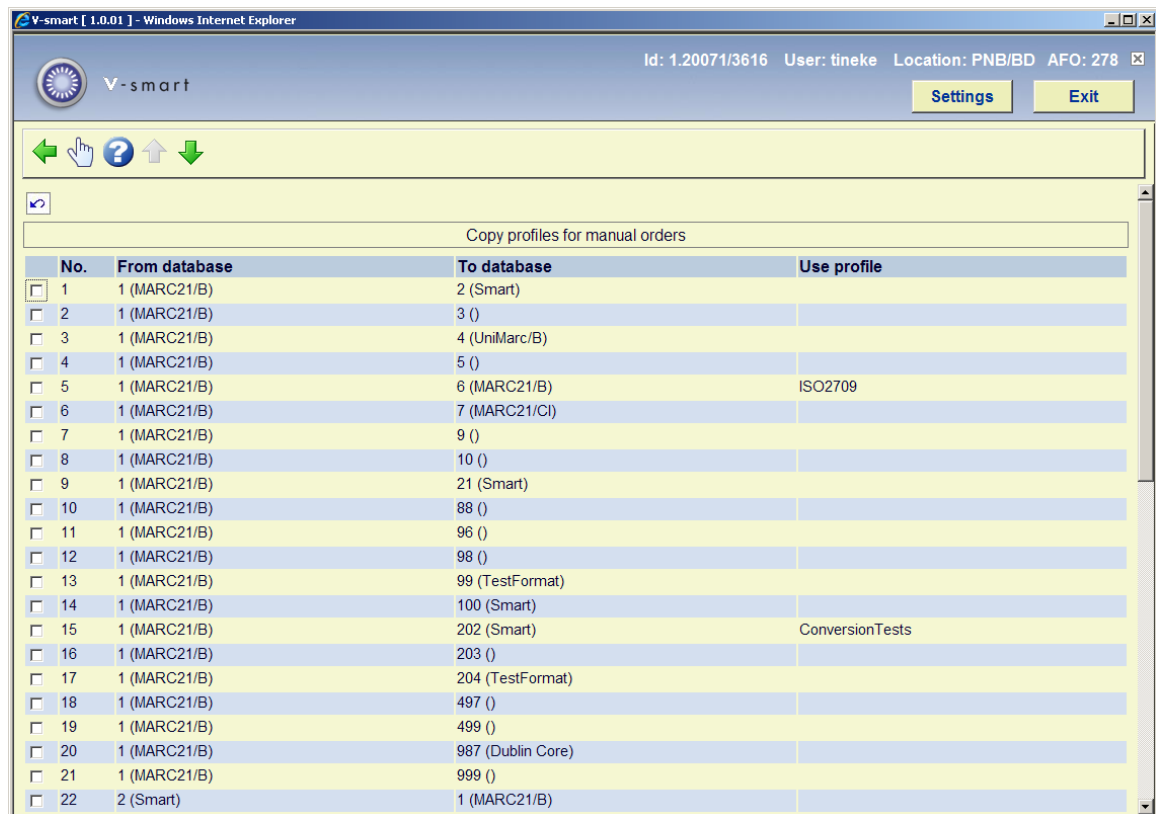 V-smart [ 1.0.01 ] - Windows Internet Explorer
Id: 1.20071/3616 User: tineke Location: PNB/BD AFO: 278
V-smart
Settings Exit
?
Copy profiles for manual orders
No. From database To database Use profile
1 1 (MARC21/B) 2 (Smart)
2 1 (MARC21/B) 3 ()
3 1 (MARC21/B) 4 (UniMarc/B)
4 1 (MARC21/B) 5 ()
5 1 (MARC21/B) 6 (MARC21/B) ISO2709
6 1 (MARC21/B) 7 (MARC21/CI)
7 1 (MARC21/B) 9 ()
8 1 (MARC21/B) 10 ()
9 1 (MARC21/B) 21 (Smart)
10 1 (MARC21/B) 88 ()
11 1 (MARC21/B) 96 ()
12 1 (MARC21/B) 98 ()
13 1 (MARC21/B) 99 (TestFormat)
14 1 (MARC21/B) 100 (Smart)
15 1 (MARC21/B) 202 (Smart) ConversionTests
16 1 (MARC21/B) 203 ()
17 1 (MARC21/B) 204 (TestFormat)
18 1 (MARC21/B) 497 ()
19 1 (MARC21/B) 499 ()
20 1 (MARC21/B) 987 (Dublin Core)
21 1 (MARC21/B) 999 ()
22 2 (Smart) 1 (MARC21/B)